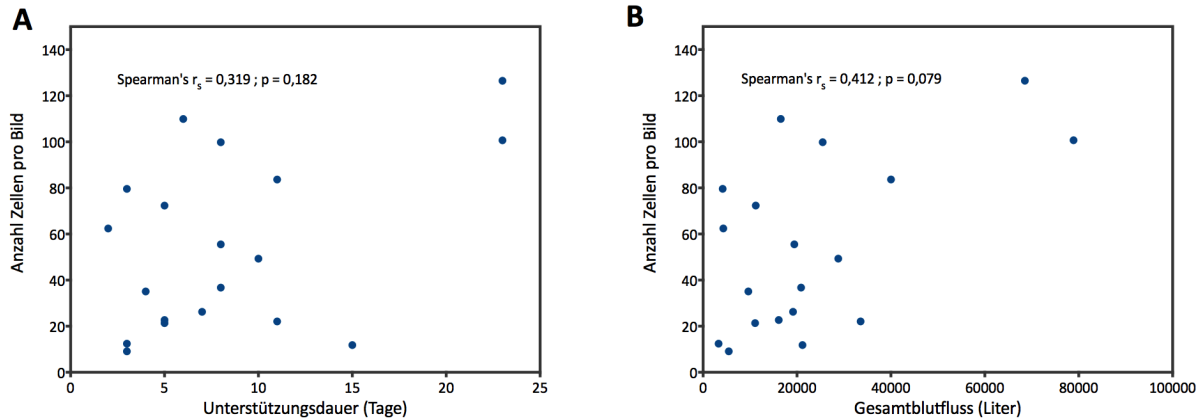 A
Anzahl Zellen pro Bild
140
120
100
80
60
40
20
0
Spearman's rs = 0,319 ; p = 0,182
0 5 10 15 20 25
Unterstützungsdauer (Tage)
B
Anzahl Zellen pro Bild
140
120
100
80
60
40
20
0
Spearman's rs = 0,412 ; p = 0,079
0 20000 40000 60000 80000 100000
Gesamtblutfluss (Liter)